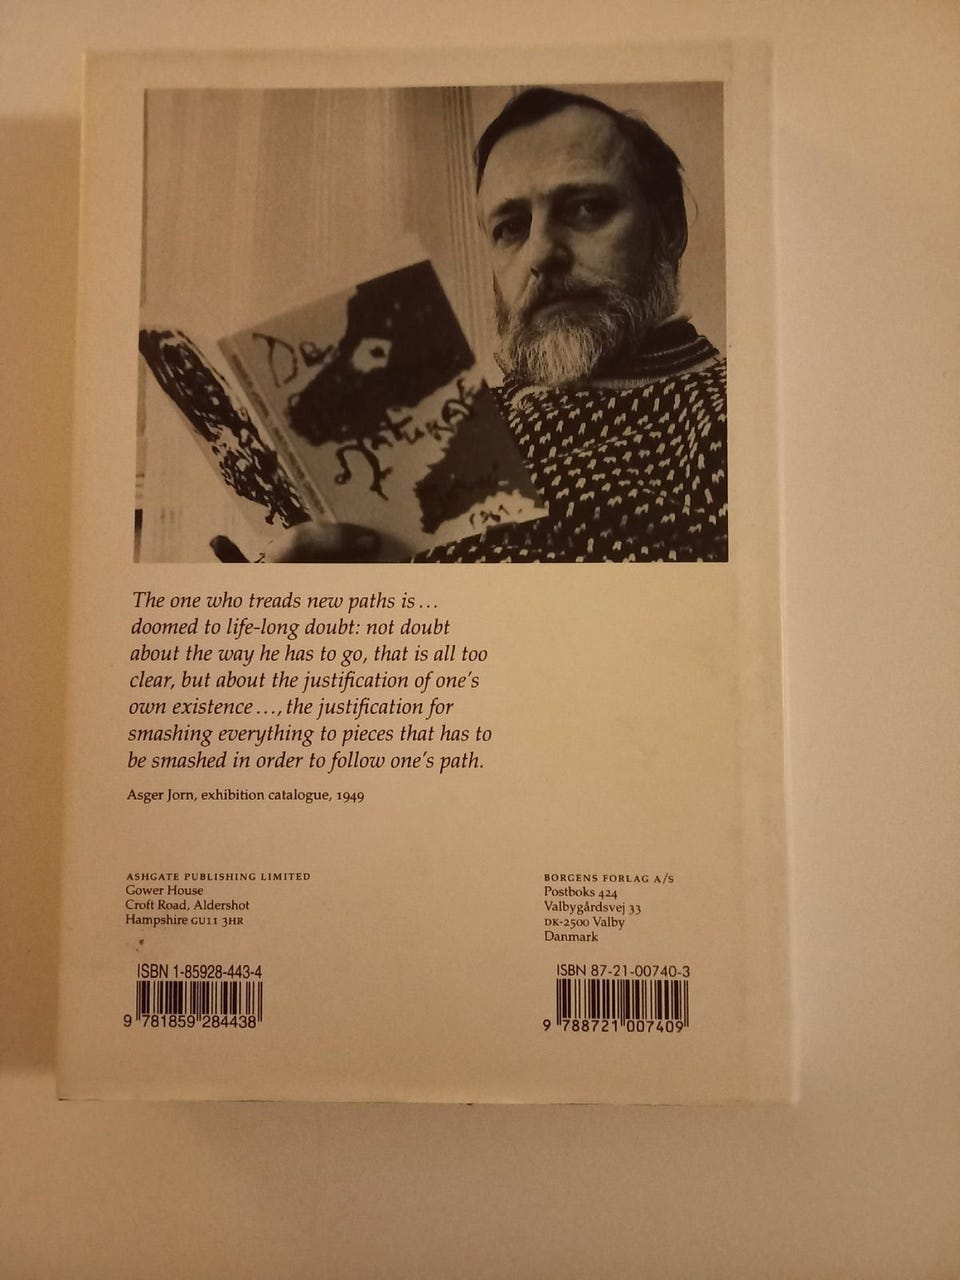 De
Naturæ
1961.
The one who treads new paths is...
doomed to life-long doubt: not doubt
about the way he has to go, that is all too
clear, but about the justification of one's
own existence..., the justification for
smashing everything to pieces that has to
be smashed in order to follow one's path.
Asger Jorn, exhibition catalogue, 1949
ASHGATE PUBLISHING LIMITED
Gower House
Croft Road, Aldershot
Hampshire GU11 3HR
ISBN 1-85928-443-4
9 781859 284438
BORGENS FORLAG A/S
Postboks 424
Valbygårdsvej 33
DK-2500 Valby
Danmark
ISBN 87-21-00740-3
9 788721 007409